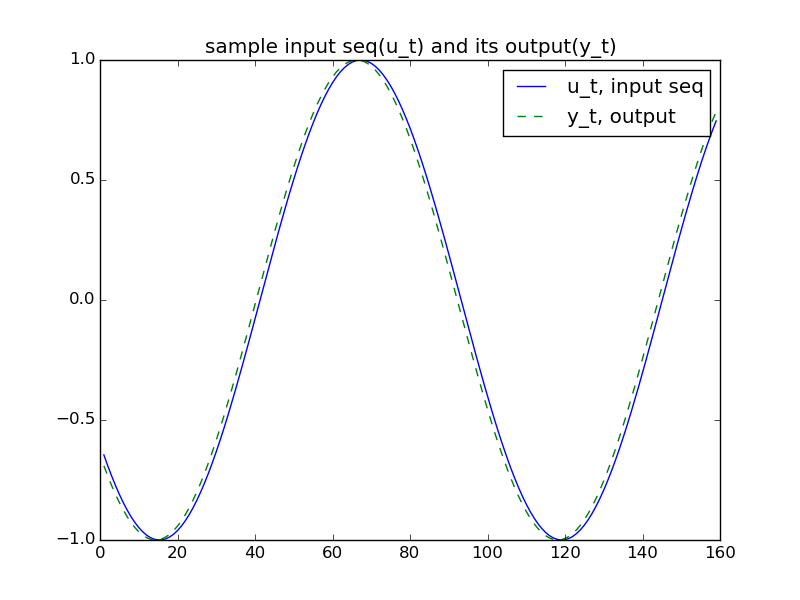 sample input seq(u_t) and its output(y_t)
u_t, input seq
y_t, output
1.0
0.5
0.0
−0.5
−1.0
0 20 40 60 80 100 120 140 160